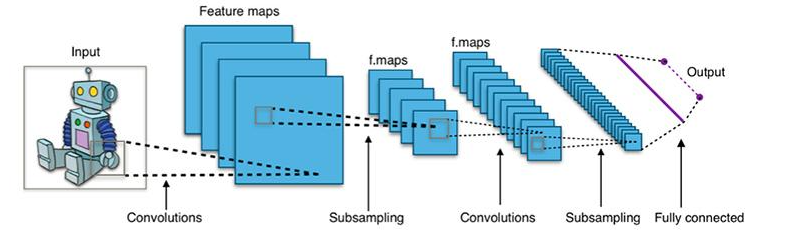 Feature maps
Input
f.maps
f.maps
Output
Convolutions
Subsampling
Convolutions
Subsampling
Fully connected